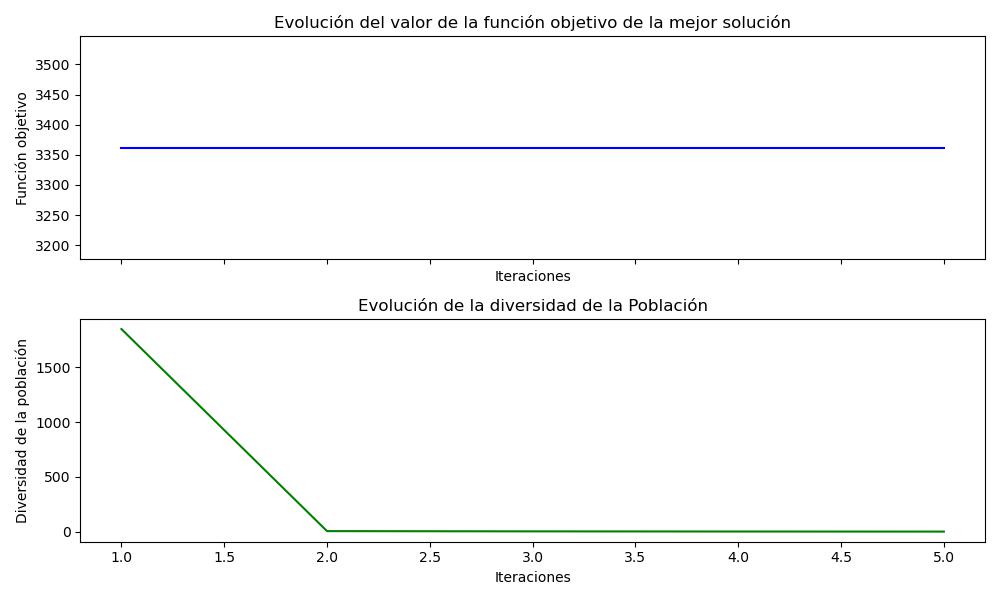 Evolución del valor de la función objetivo de la mejor solución
Función objetivo
3500
3450
3400
3350
3300
3250
3200
Iteraciones
Evolución de la diversidad de la Población
Diversidad de la población
1500
1000
500
0
1.0 1.5 2.0 2.5 3.0 3.5 4.0 4.5 5.0
Iteraciones